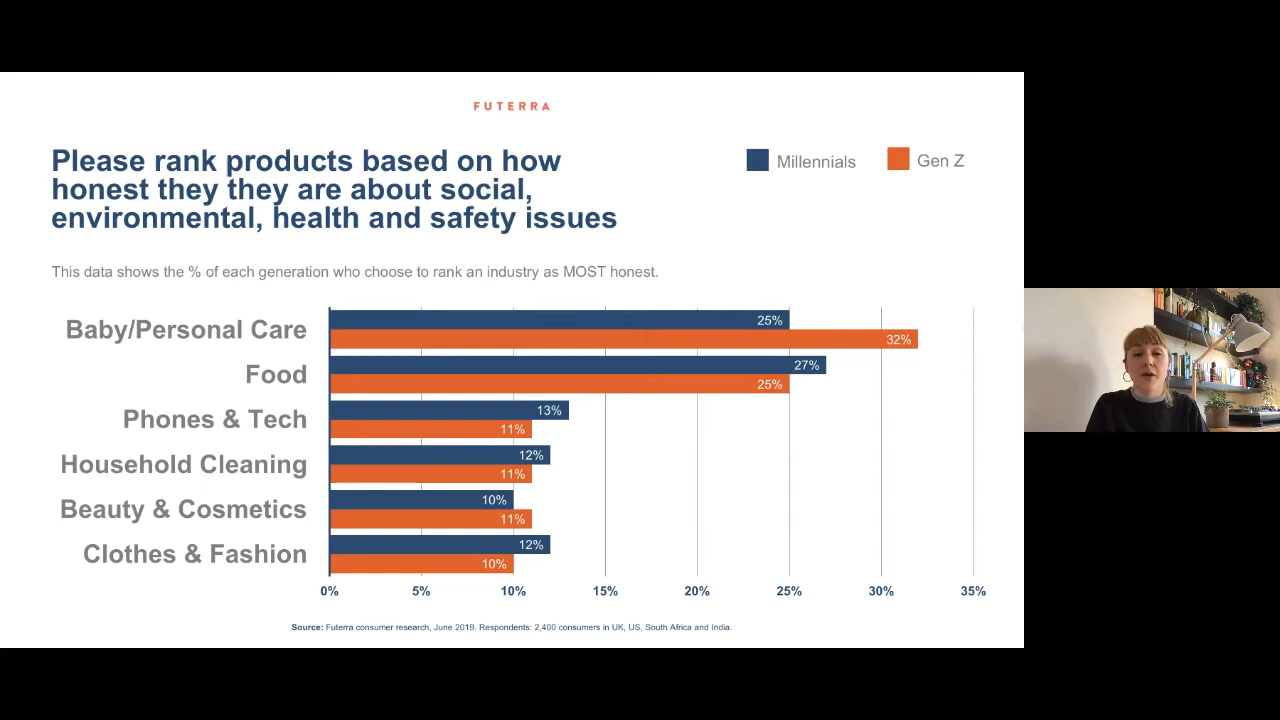 FUTERRA
Please rank products based on how
honest they they are about social,
environmental, health and safety issues
Millennials
Gen Z
This data shows the % of each generation who choose to rank an industry as MOST honest.
Baby/Personal Care
25%
32%
Food
27%
25%
Phones & Tech
13%
11%
Household Cleaning
12%
11%
Beauty & Cosmetics
10%
11%
Clothes & Fashion
12%
10%
0% 5% 10% 15% 20% 25% 30% 35%
Source: Futerra consumer research, June 2019. Respondents: 2,400 consumers in UK, US, South Africa and India.